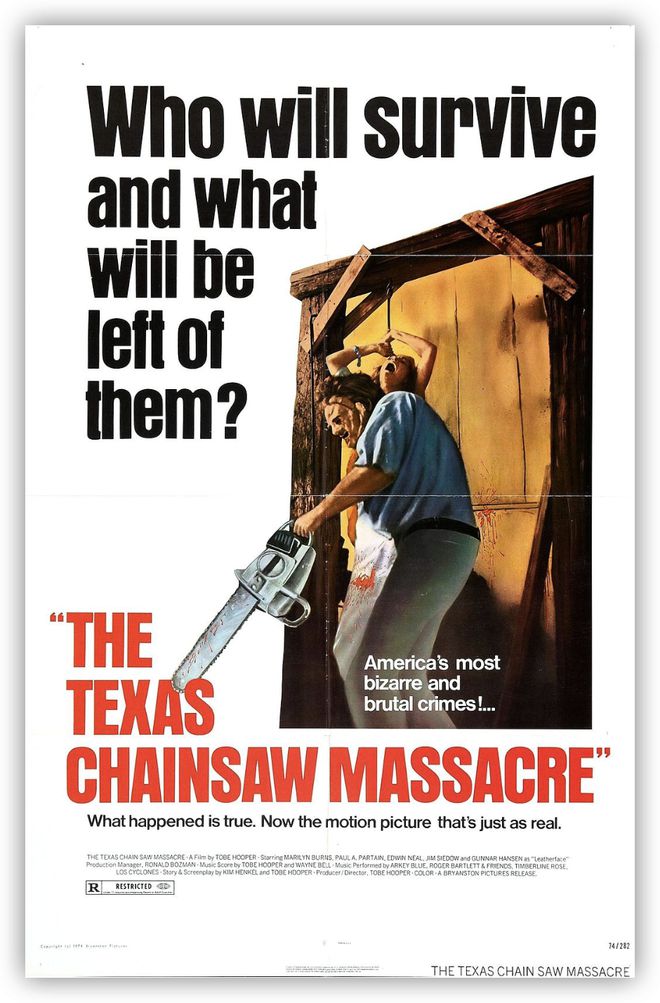 Who will survive
and what
will be
left of
them?
America's most
bizarre and
brutal crimes!...
"THE
TEXAS
CHAINSAW MASSACRE"
What happened is true. Now the motion picture that's just as real.
THE TEXAS CHAIN SAW MASSACRE · A Film by TOBE HOOPER · Starring MARILYN BURNS, PAUL A. PARTAIN, EDWIN NEAL, JIM SIEDOW and GUNNAR HANSEN as "Leatherface"
Production Manager, RONALD BOZMAN · Music Score by TOBE HOOPER and WAYNE BELL · Music Performed by ARKEY BLUE, ROGER BARTLETT & FRIENDS, TIMBERLINE ROSE,
LOS CYCLONES · Story & Screenplay by KIM HENKEL and TOBE HOOPER · Producer/Director, TOBE HOOPER · COLOR · A BRYANSTON PICTURES RELEASE.
R RESTRICTED
Copyright (c) 1974 Bryanston Pictures
74/282
THE TEXAS CHAIN SAW MASSACRE